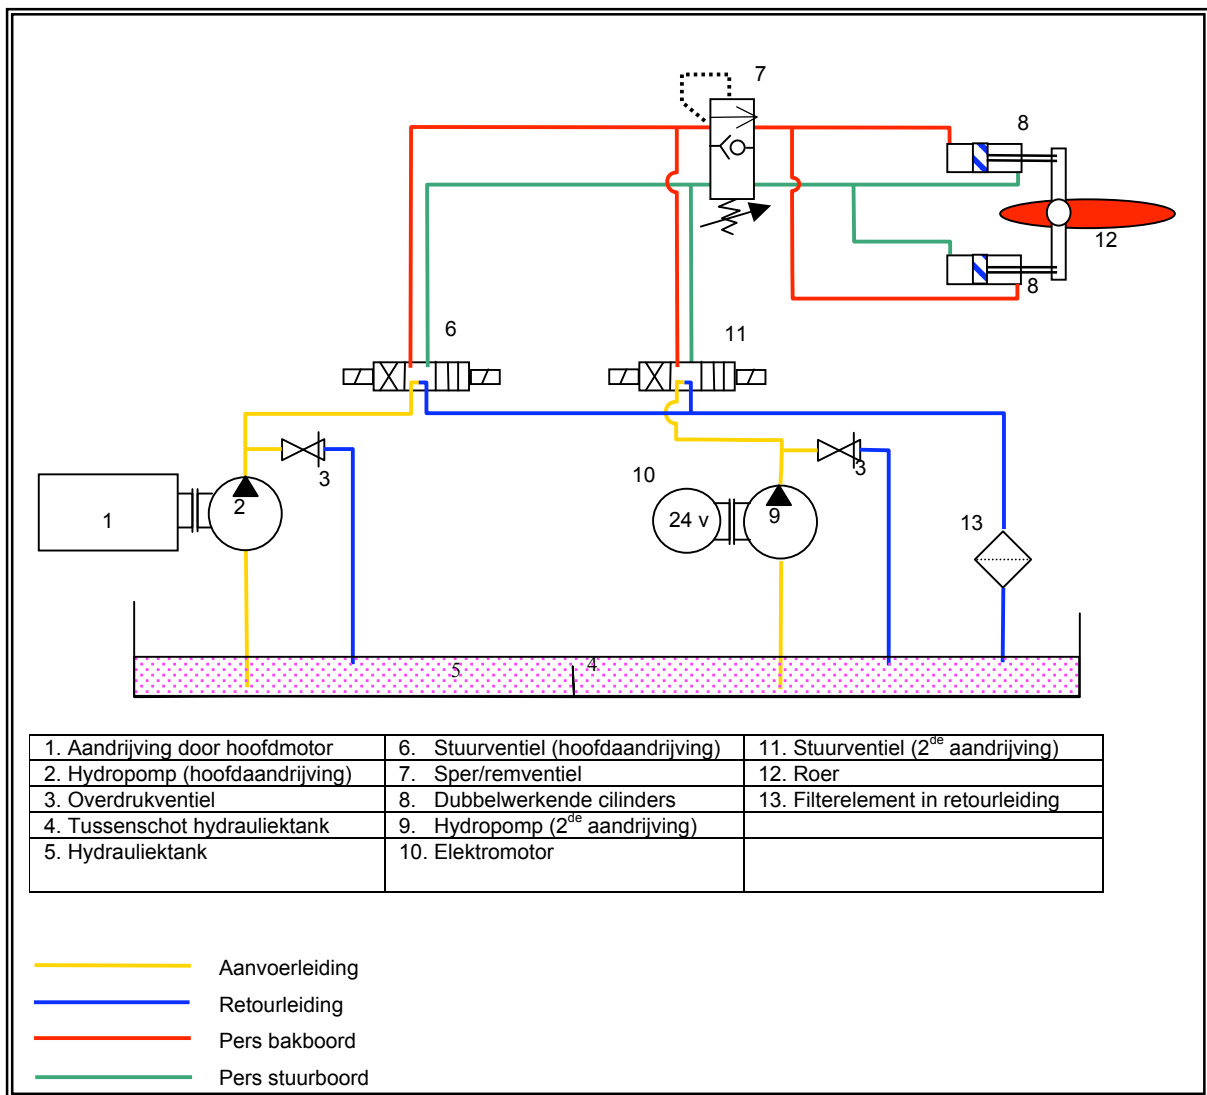 7
8
12
8
6
11
3
3
10
2
24 v
9
13
1
5
4
1. Aandrijving door hoofdmotor
6. Stuurventiel (hoofdaandrijving)
11. Stuurventiel (2de aandrijving)
2. Hydropomp (hoofdaandrijving)
7. Sper/remventiel
12. Roer
3. Overdrukventiel
8. Dubbelwerkende cilinders
13. Filterelement in retourleiding
4. Tussenschot hydrauliektank
9. Hydropomp (2de aandrijving)
5. Hydrauliektank
10. Elektromotor
Aanvoerleiding
Retourleiding
Pers bakboord
Pers stuurboord